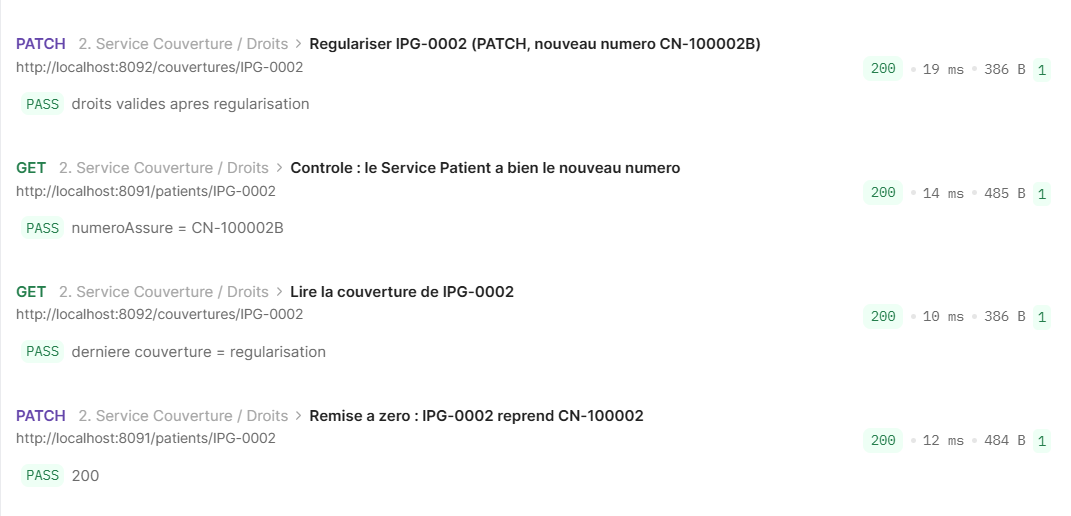 PATCH 2. Service Couverture / Droits > Regulariser IPG-0002 (PATCH, nouveau numero CN-100002B)
http://localhost:8092/couvertures/IPG-0002
200 • 19 ms • 386 B 1
PASS droits valides apres regularisation
GET 2. Service Couverture / Droits > Controle : le Service Patient a bien le nouveau numero
http://localhost:8091/patients/IPG-0002
200 • 14 ms • 485 B 1
PASS numeroAssure = CN-100002B
GET 2. Service Couverture / Droits > Lire la couverture de IPG-0002
http://localhost:8092/couvertures/IPG-0002
200 • 10 ms • 386 B 1
PASS derniere couverture = regularisation
PATCH 2. Service Couverture / Droits > Remise a zero : IPG-0002 reprend CN-100002
http://localhost:8091/patients/IPG-0002
200 • 12 ms • 484 B 1
PASS 200